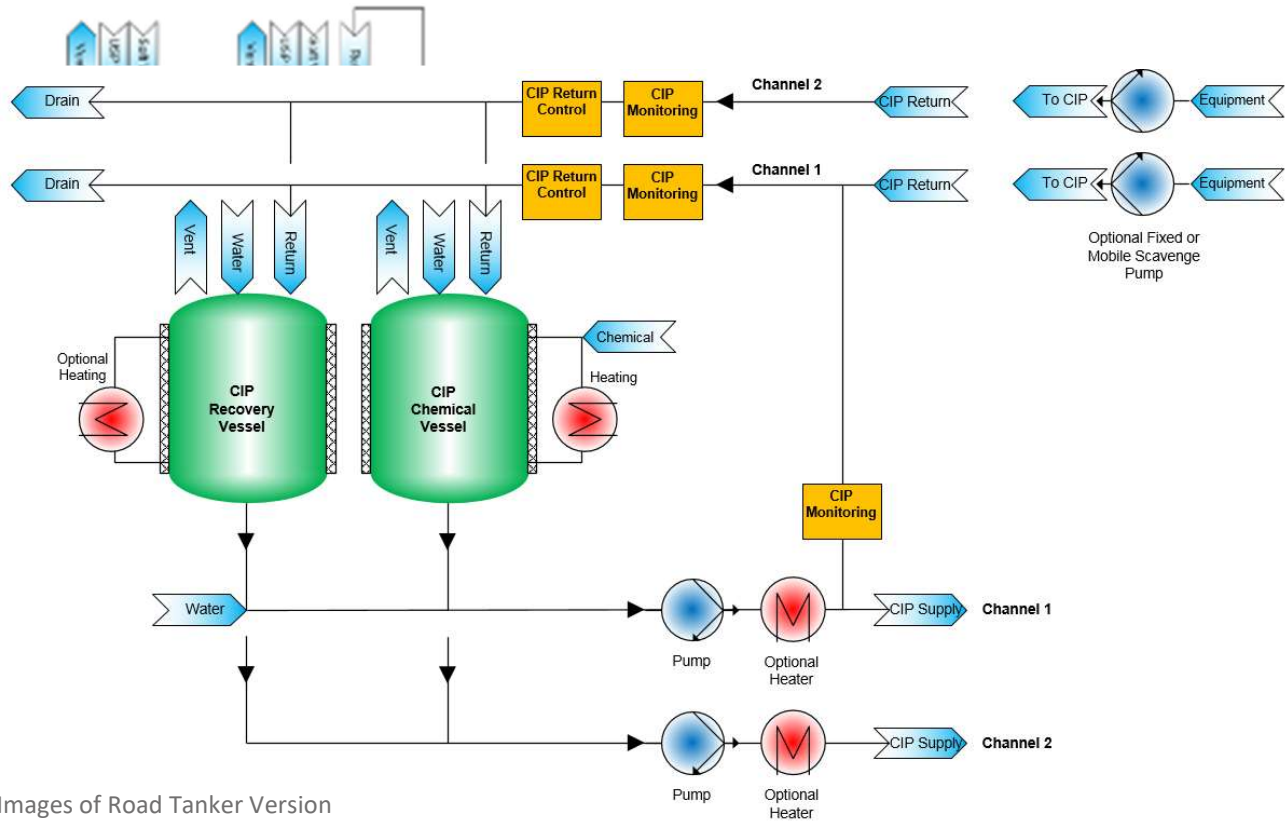 Drain
CIP Return
Control
CIP
Monitoring
Channel 2
CIP Return
To CIP
Equipment
Drain
CIP Return
Control
CIP
Monitoring
Channel 1
CIP Return
To CIP
Equipment
Optional Fixed or
Mobile Scavenge
Pump
Vent
Water
Return
Vent
Water
Return
Optional
Heating
CIP
Recovery
Vessel
CIP
Chemical
Vessel
Chemical
Heating
CIP
Monitoring
Water
Pump
Optional
Heater
CIP Supply
Channel 1
Pump
Optional
Heater
CIP Supply
Channel 2
Images of Road Tanker Version